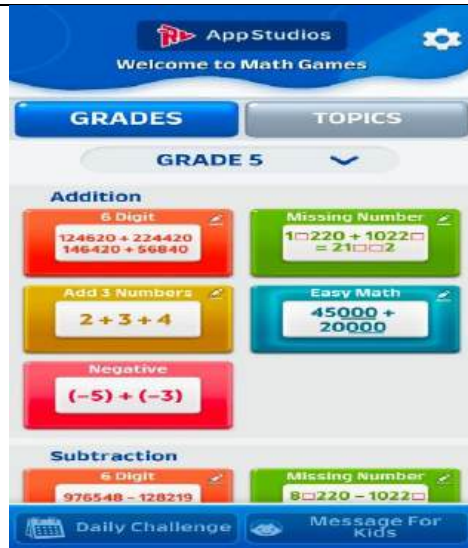 AppStudios
Welcome to Math Games
GRADES
TOPICS
GRADE 5
Addition
6 Digit
124620 + 224420
146420 + 56840
Missing Number
1□220 + 1022□
= 21□□2
Add 3 Numbers
2 + 3 + 4
Easy Math
45000 +
20000
Negative
(−5) + (−3)
Subtraction
6 Digit
976548 − 128219
Missing Number
8□220 − 1022□
Daily Challenge
Message For
Kids